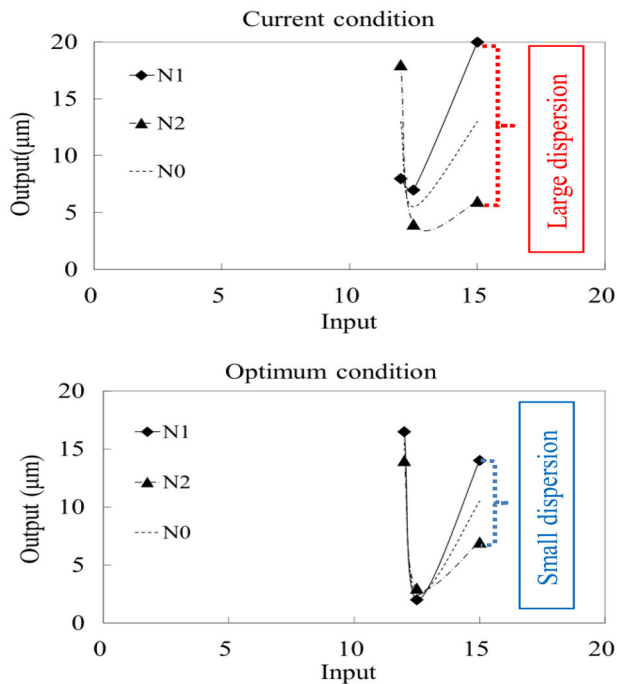 Current condition
20
15
10
5
0
Output(μm)
N1
N2
N0
Large dispersion
0 5 10 15 20
Input
Optimum condition
20
15
10
5
0
Output (μm)
N1
N2
N0
Small dispersion
0 5 10 15 20
Input